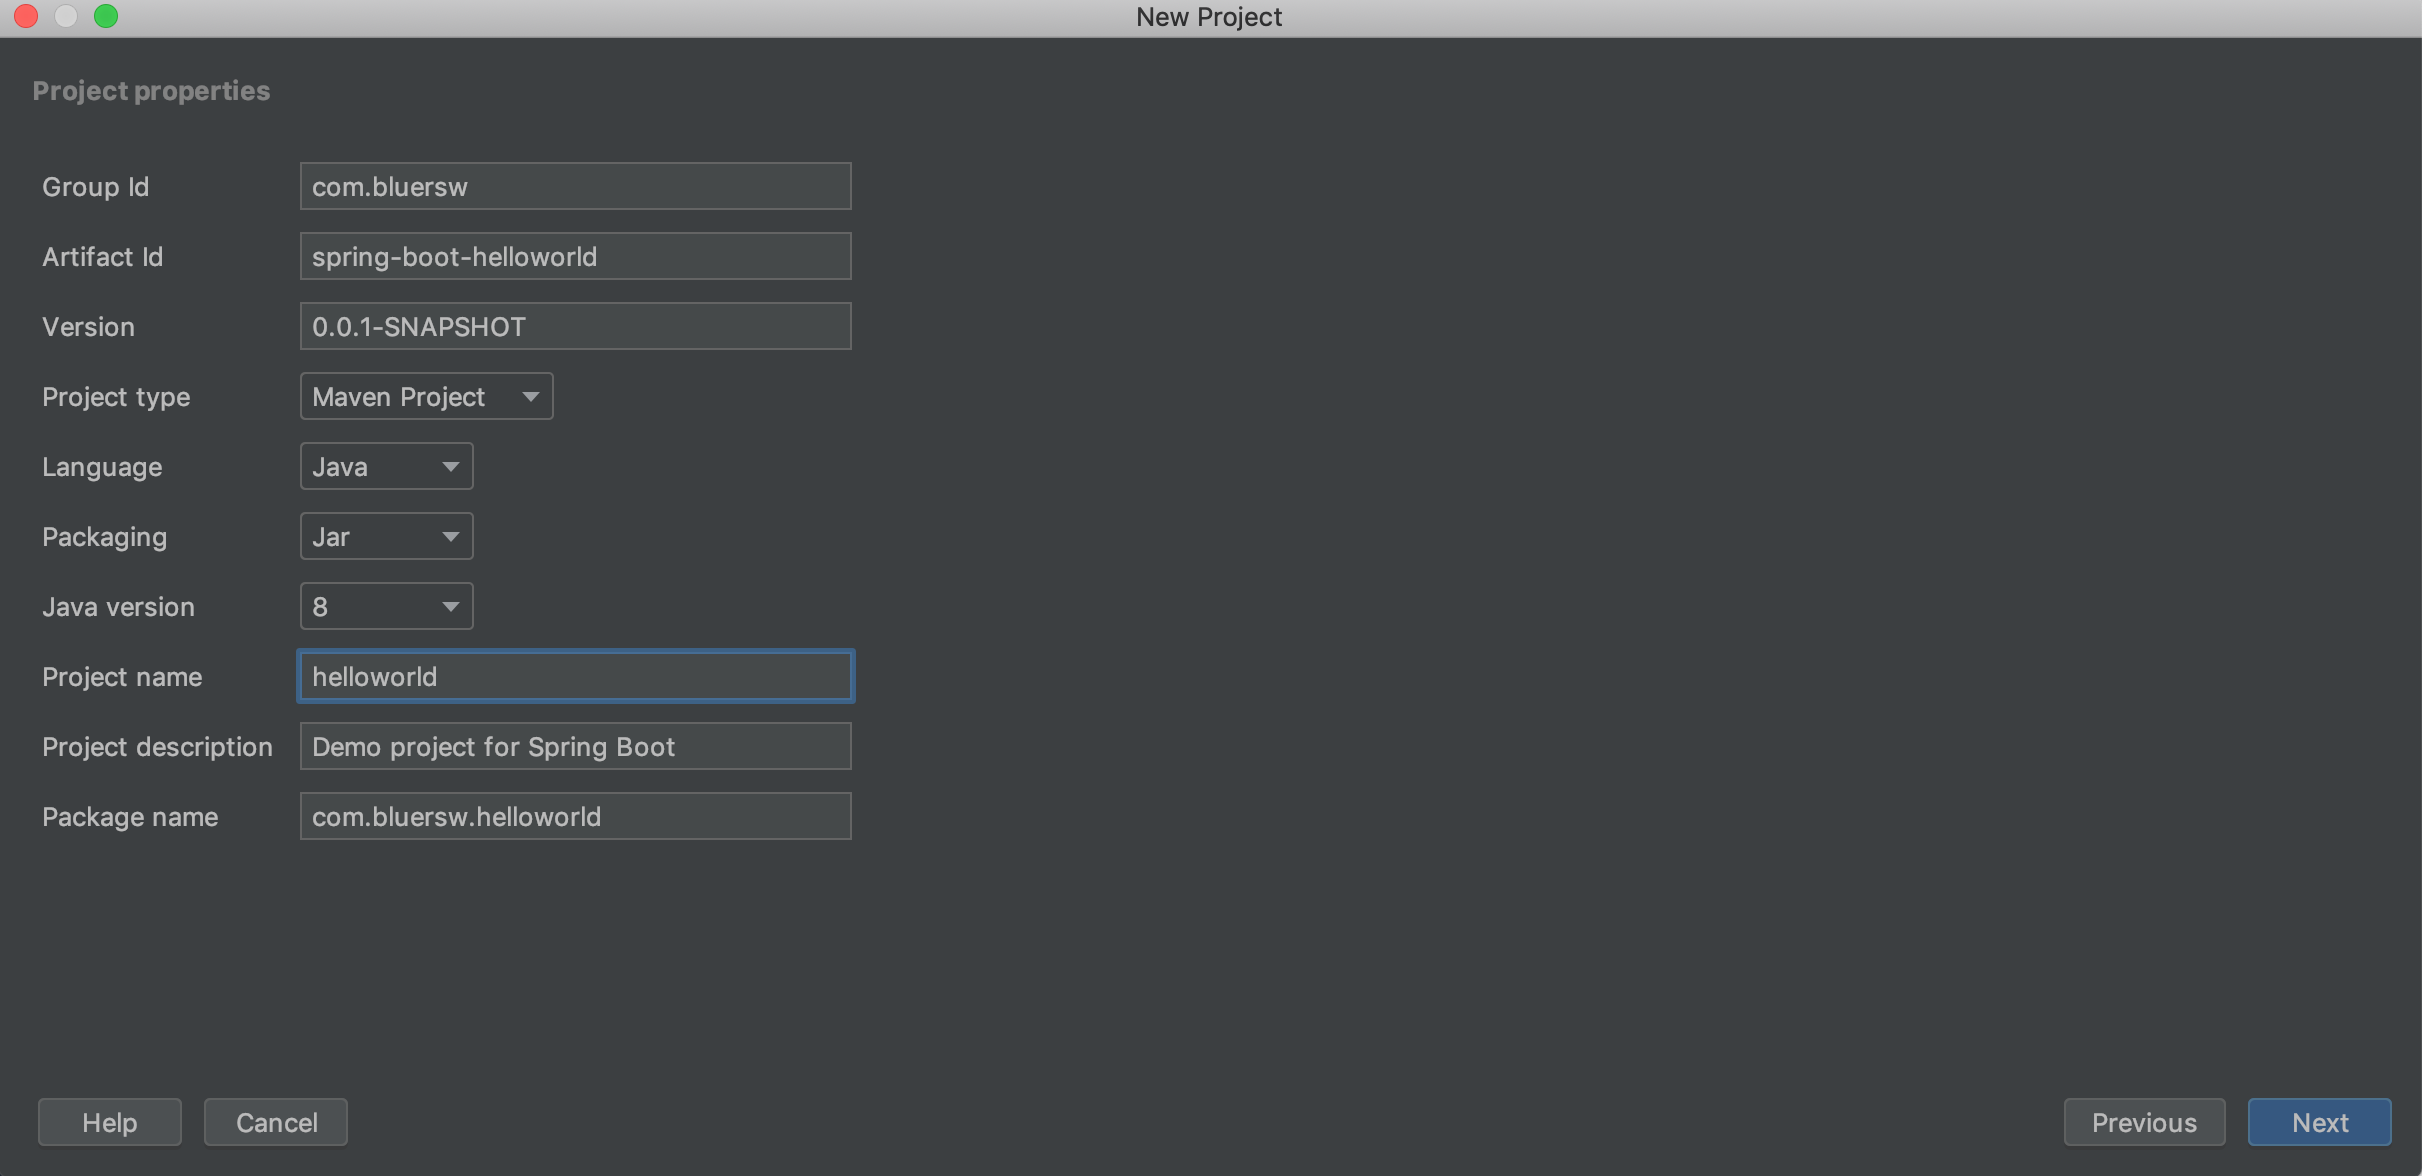 New Project
Project properties
Group Id com.bluersw
Artifact Id spring-boot-helloworld
Version 0.0.1-SNAPSHOT
Project type Maven Project
Language Java
Packaging Jar
Java version 8
Project name helloworld
Project description Demo project for Spring Boot
Package name com.bluersw.helloworld
Help Cancel Previous Next